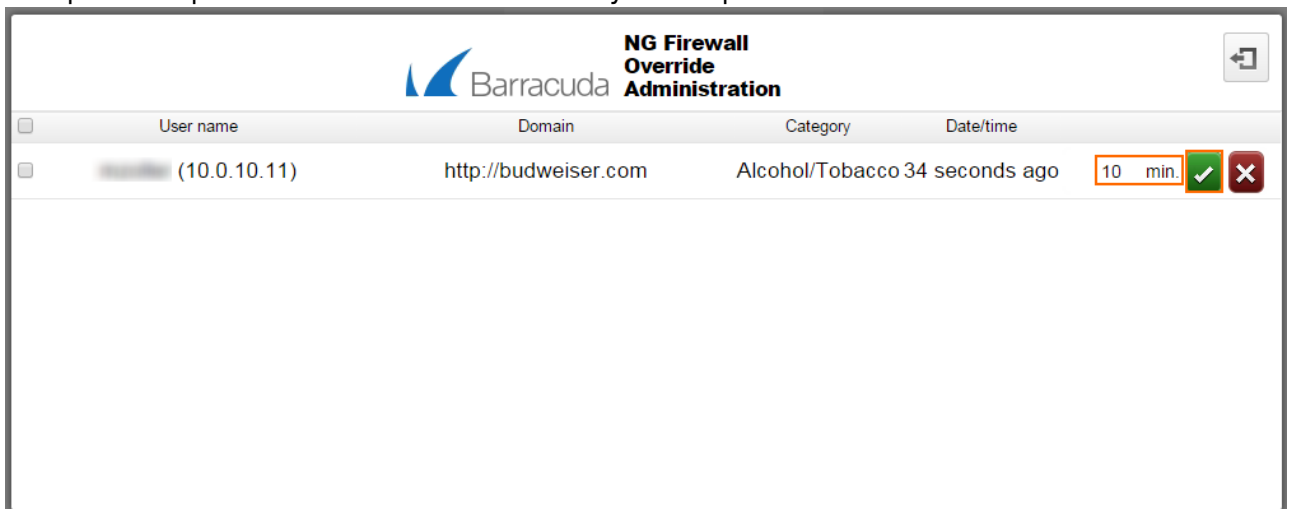 Barracuda
NG Firewall
Override
Administration
User name Domain Category Date/time
(10.0.10.11) http://budweiser.com Alcohol/Tobacco 34 seconds ago 10 min.